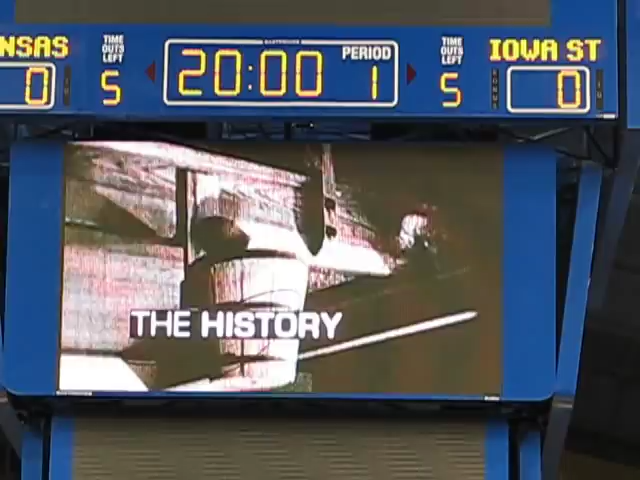 NSAS
0
TIME
OUTS
LEFT
5
20:00
PERIOD
1
TIME
OUTS
LEFT
5
IOWA ST
0
THE HISTORY